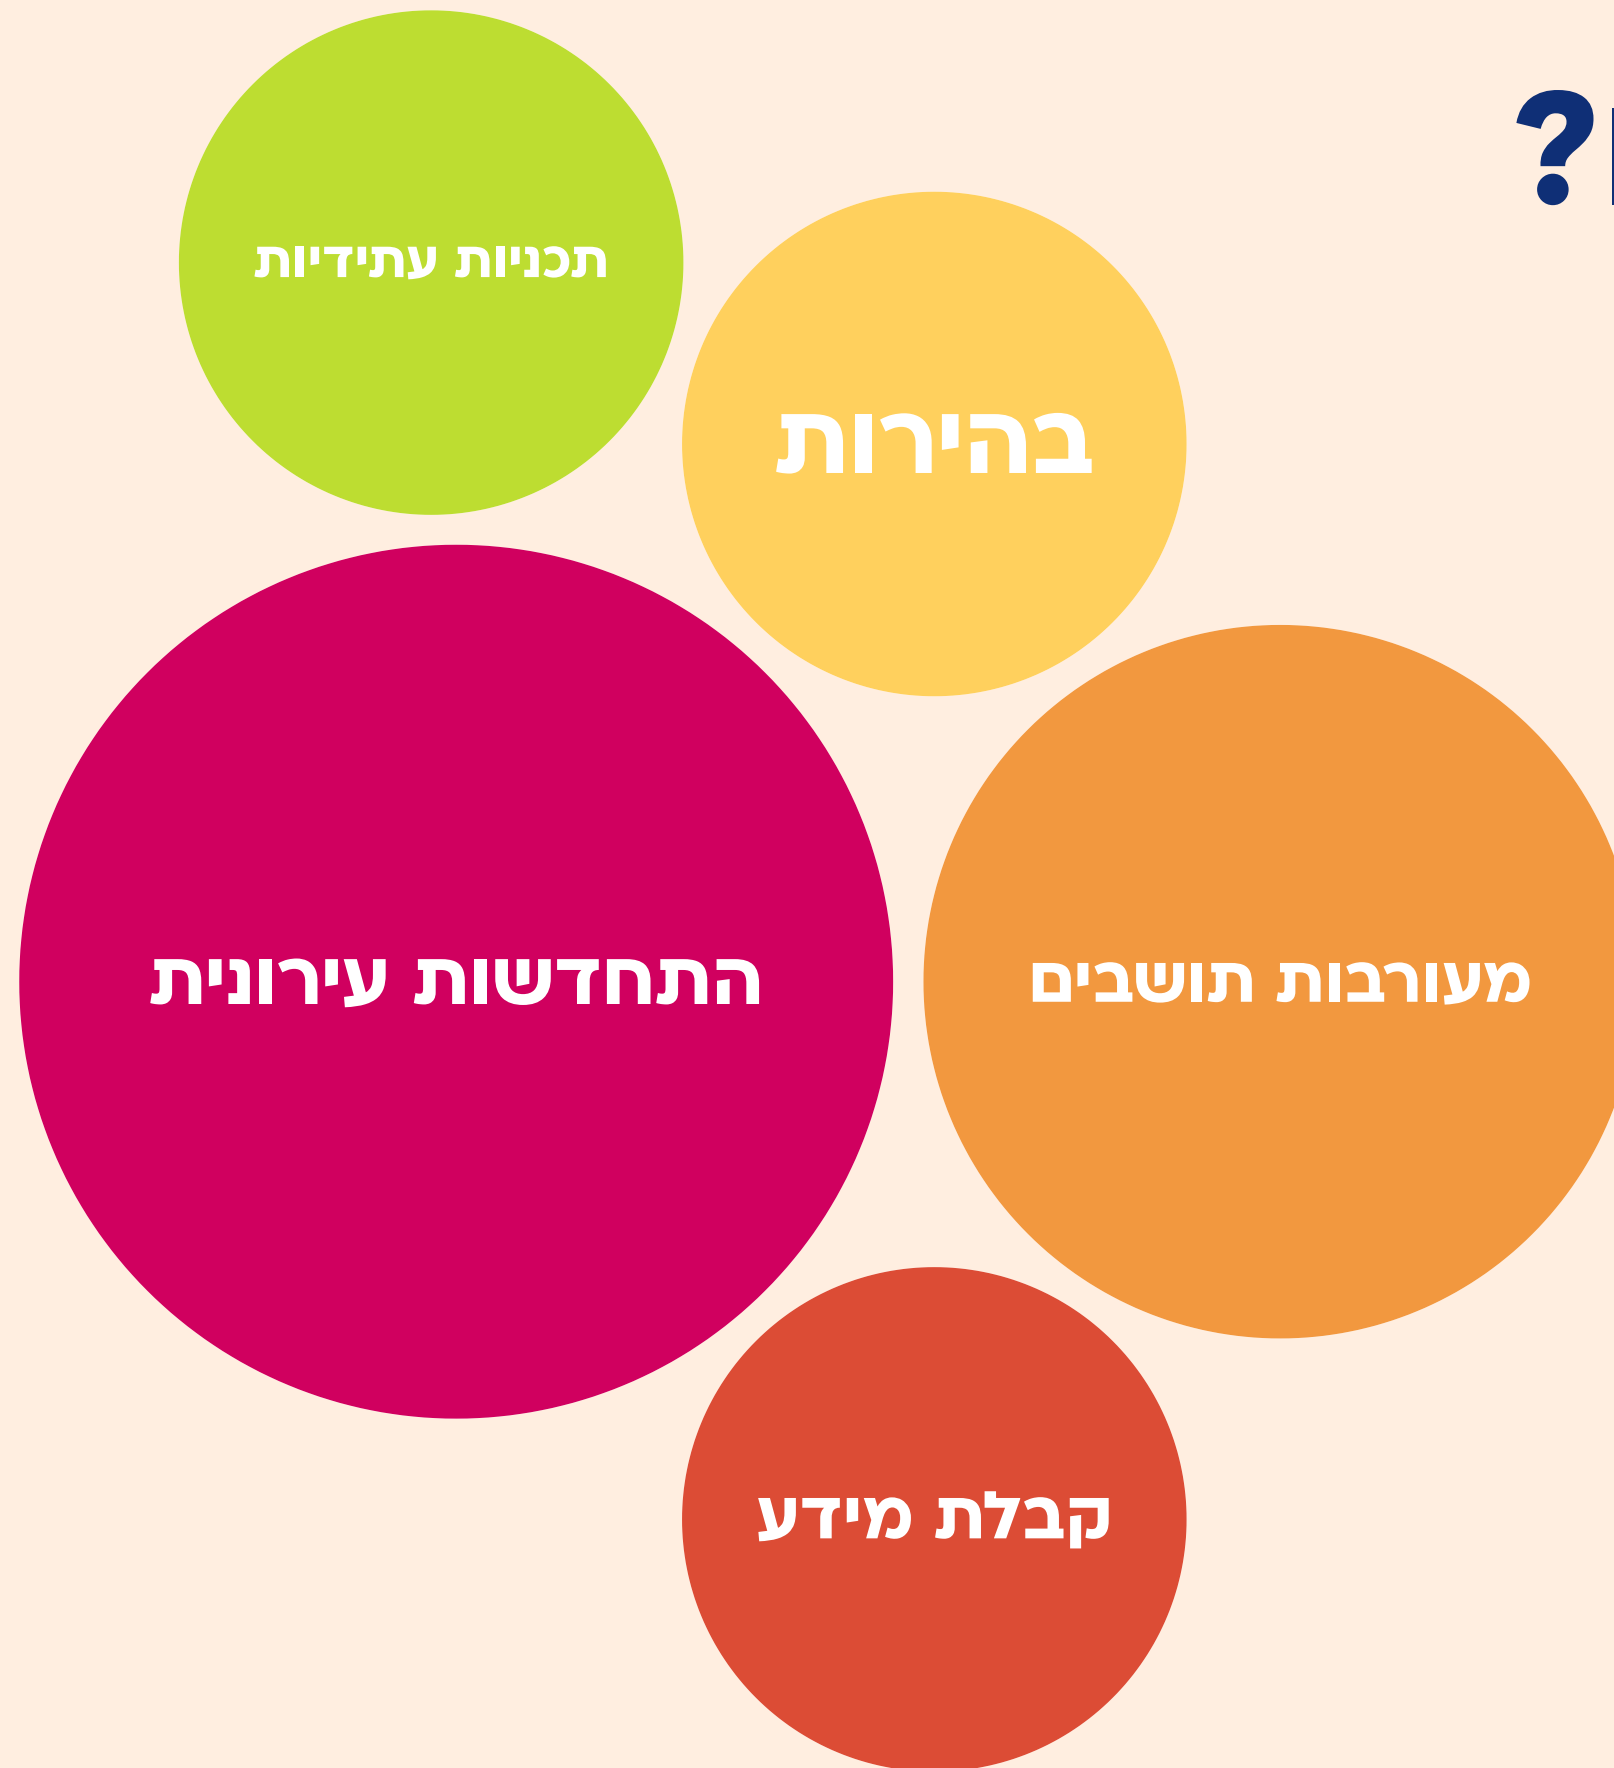 ?
תכניות עתידיות
בהירות
מעורבות תושבים
התחדשות עירונית
קבלת מידע